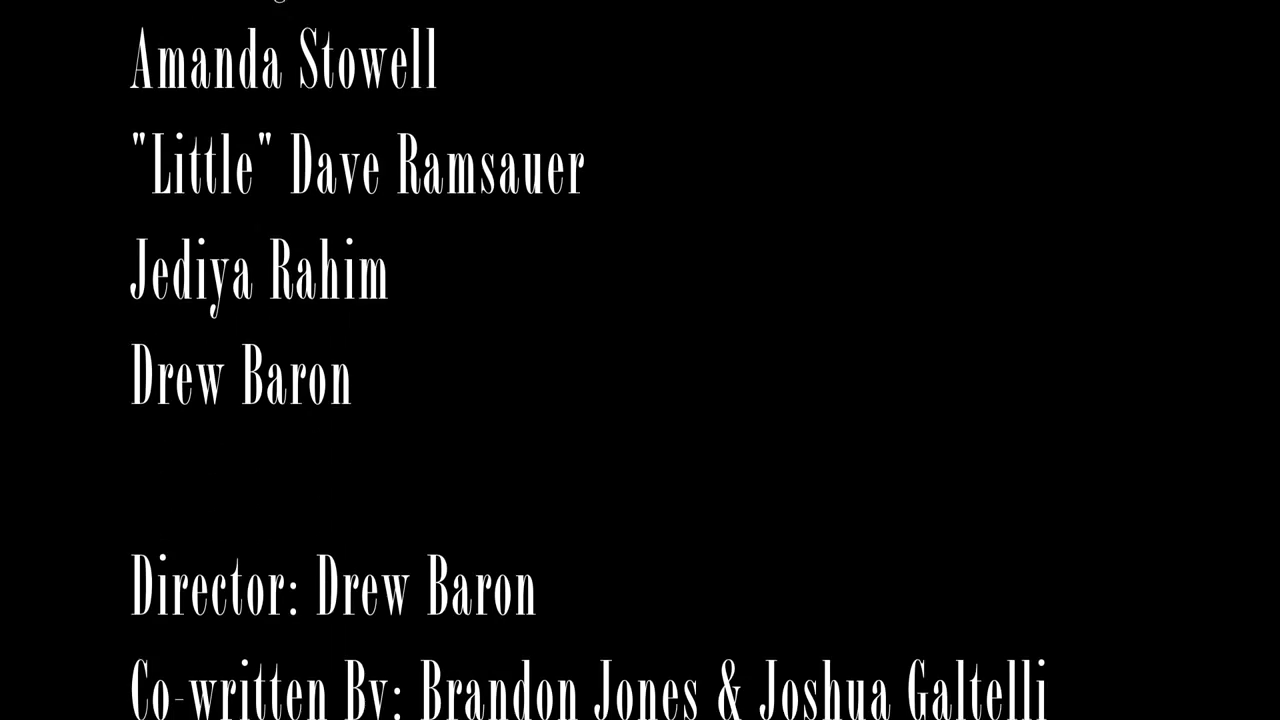 Amanda Stowell
"Little" Dave Ramsauer
Jediya Rahim
Drew Baron
Director: Drew Baron
Co-written By: Brandon Jones & Joshua Galtelli